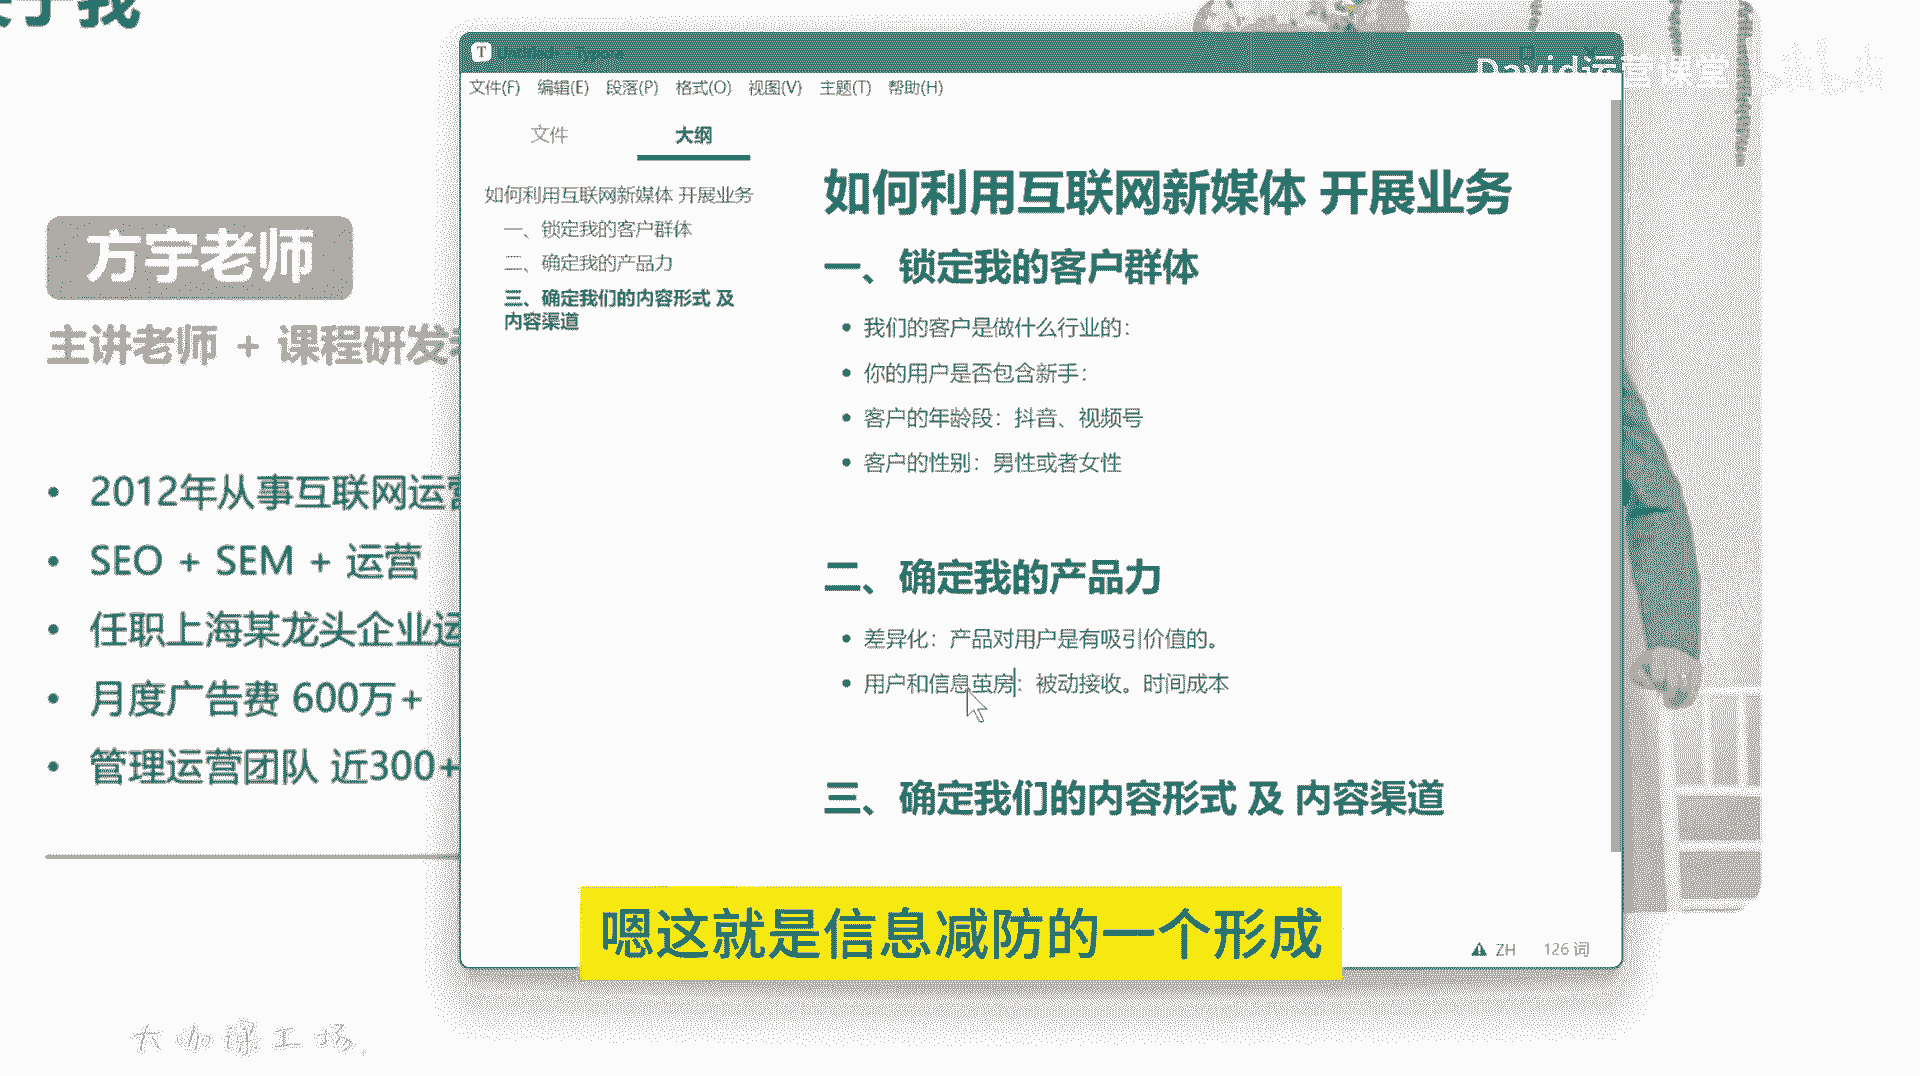 方宇老师
主讲老师 + 课程研发
• 2012年从事互联网运营
• SEO + SEM + 运营
• 任职上海某龙头企业运
• 月度广告费 600万+
• 管理运营团队 近300+
大咖课工场
Untitled - Typora
David运营课堂
bilibili
文件(F) 编辑(E) 段落(P) 格式(O) 视图(V) 主题(T) 帮助(H)
文件 大纲
如何利用互联网新媒体 开展业务
一、锁定我的客户群体
二、确定我的产品力
三、确定我们的内容形式 及
内容渠道
如何利用互联网新媒体 开展业务
一、锁定我的客户群体
• 我们的客户是做什么行业的:
• 你的用户是否包含新手:
• 客户的年龄段：抖音、视频号
• 客户的性别：男性或者女性
二、确定我的产品力
• 差异化：产品对用户是有吸引价值的。
• 用户和信息茧房：被动接收。时间成本
三、确定我们的内容形式 及 内容渠道
嗯这就是信息减防的一个形成
ZH 126 词